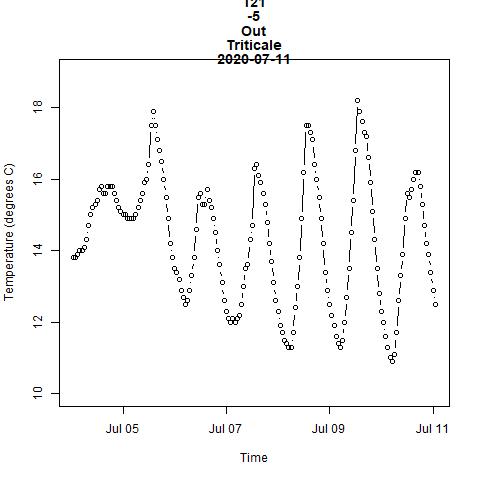 121
-5
Out
Triticale
2020-07-11
Temperature (degrees C)
18
16
14
12
10
Jul 05 Jul 07 Jul 09 Jul 11
Time